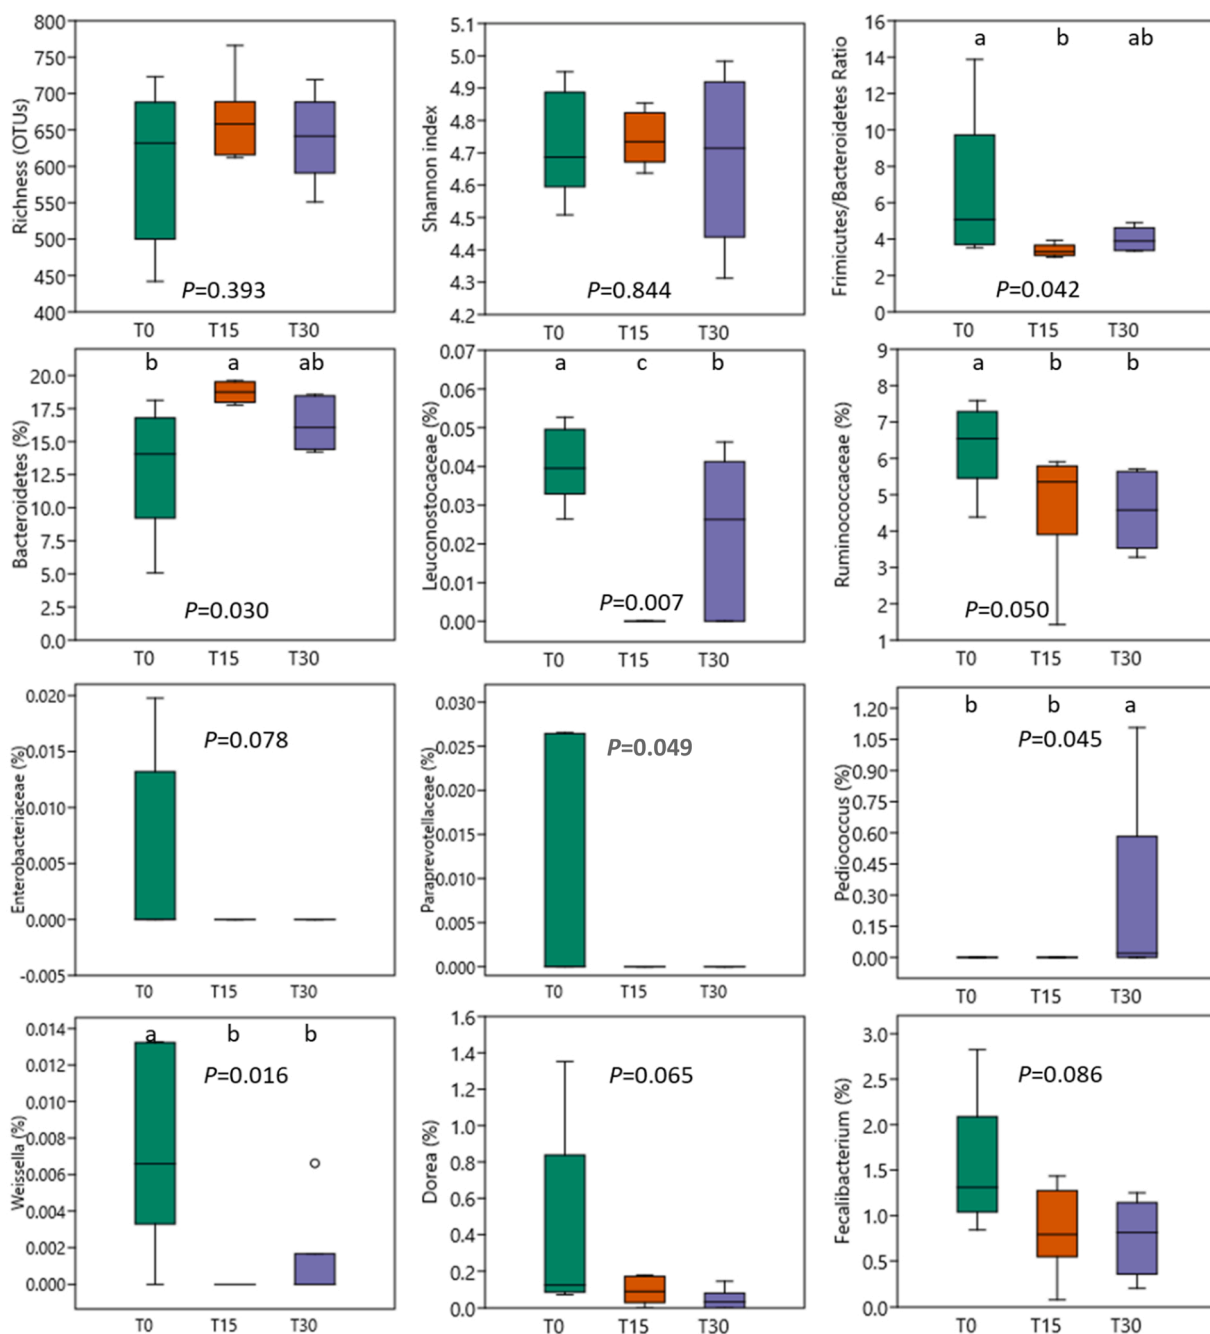 Richness (OTUs)
800
750
700
650
600
550
500
450
400
P=0.393
T0 T15 T30
Shannon index
5.1
5.0
4.9
4.8
4.7
4.6
4.5
4.4
4.3
4.2
P=0.844
T0 T15 T30
Frimicutes/Bacteroidetes Ratio
16
14
12
10
8
6
4
2
0
a b ab
P=0.042
T0 T15 T30
Bacteroidetes (%)
20.0
17.5
15.0
12.5
10.0
7.5
5.0
2.5
0.0
b a ab
P=0.030
T0 T15 T30
Leuconostocaceae (%)
0.07
0.06
0.05
0.04
0.03
0.02
0.01
0.00
a c b
P=0.007
T0 T15 T30
Ruminococcaceae (%)
9
8
7
6
5
4
3
2
1
a b b
P=0.050
T0 T15 T30
Enterobacteriaceae (%)
0.020
0.015
0.010
0.005
0.000
-0.005
P=0.078
T0 T15 T30
Paraprevotellaceae (%)
0.030
0.025
0.020
0.015
0.010
0.005
0.000
P=0.049
T0 T15 T30
Pediococcus (%)
1.20
1.05
0.90
0.75
0.60
0.45
0.30
0.15
0.00
b b a
P=0.045
T0 T15 T30
Weissella (%)
0.014
0.012
0.010
0.008
0.006
0.004
0.002
0.000
a b b
P=0.016
T0 T15 T30
Dorea (%)
1.6
1.4
1.2
1.0
0.8
0.6
0.4
0.2
0.0
P=0.065
T0 T15 T30
Fecalibacterium (%)
3.0
2.5
2.0
1.5
1.0
0.5
0.0
P=0.086
T0 T15 T30